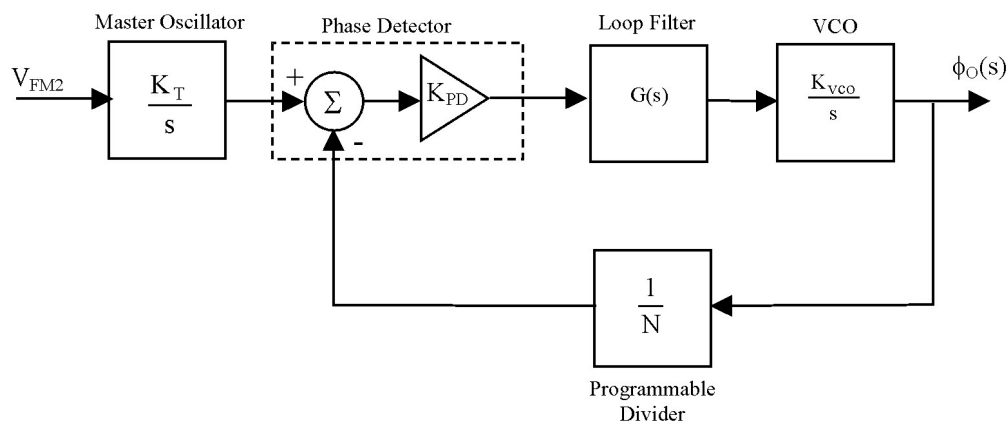 Master Oscillator
Phase Detector
Loop Filter
VCO
V_FM2
K_T
s
+
Σ
-
K_PD
G(s)
K_VCO
s
ϕ_O(s)
1
N
Programmable
Divider